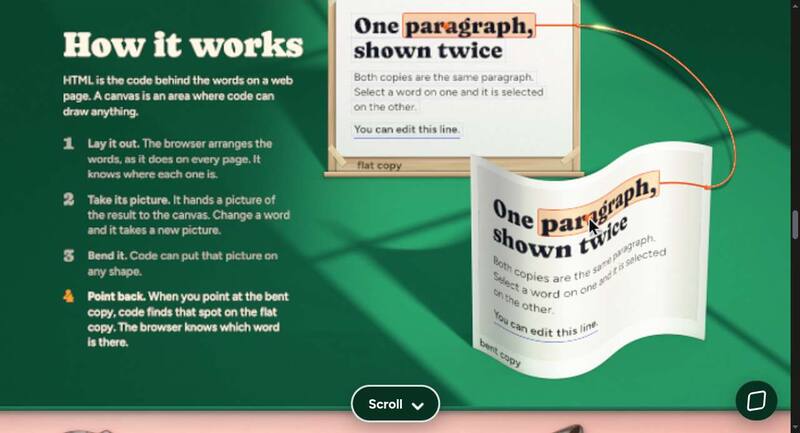 How it works
HTML is the code behind the words on a web
page. A canvas is an area where code can
draw anything.
1 Lay it out. The browser arranges the
words, as it does on every page. It
knows where each one is.
2 Take its picture. It hands a picture of
the result to the canvas. Change a word
and it takes a new picture.
3 Bend it. Code can put that picture on
any shape.
4 Point back. When you point at the bent
copy, code finds that spot on the flat
copy. The browser knows which word
is there.
One paragraph,
shown twice
Both copies are the same paragraph.
Select a word on one and it is selected
on the other.
You can edit this line.
flat copy
One paragraph,
shown twice
Both copies are the same paragraph.
Select a word on one and it is selected
on the other.
You can edit this line.
bent copy
Scroll